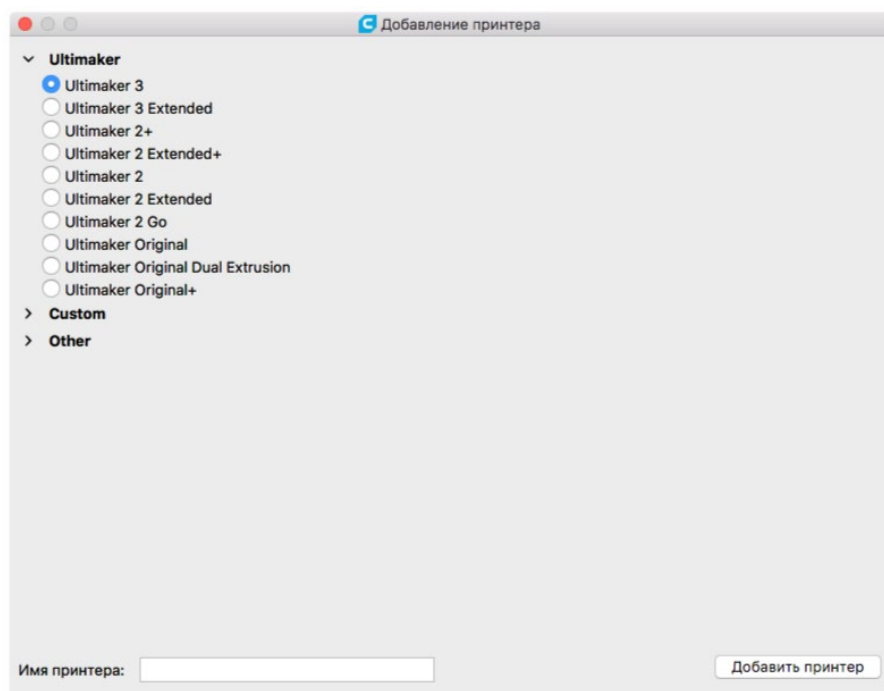 Добавление принтера
Ultimaker
Ultimaker 3
Ultimaker 3 Extended
Ultimaker 2+
Ultimaker 2 Extended+
Ultimaker 2
Ultimaker 2 Extended
Ultimaker 2 Go
Ultimaker Original
Ultimaker Original Dual Extrusion
Ultimaker Original+
Custom
Other
Имя принтера:
Добавить принтер